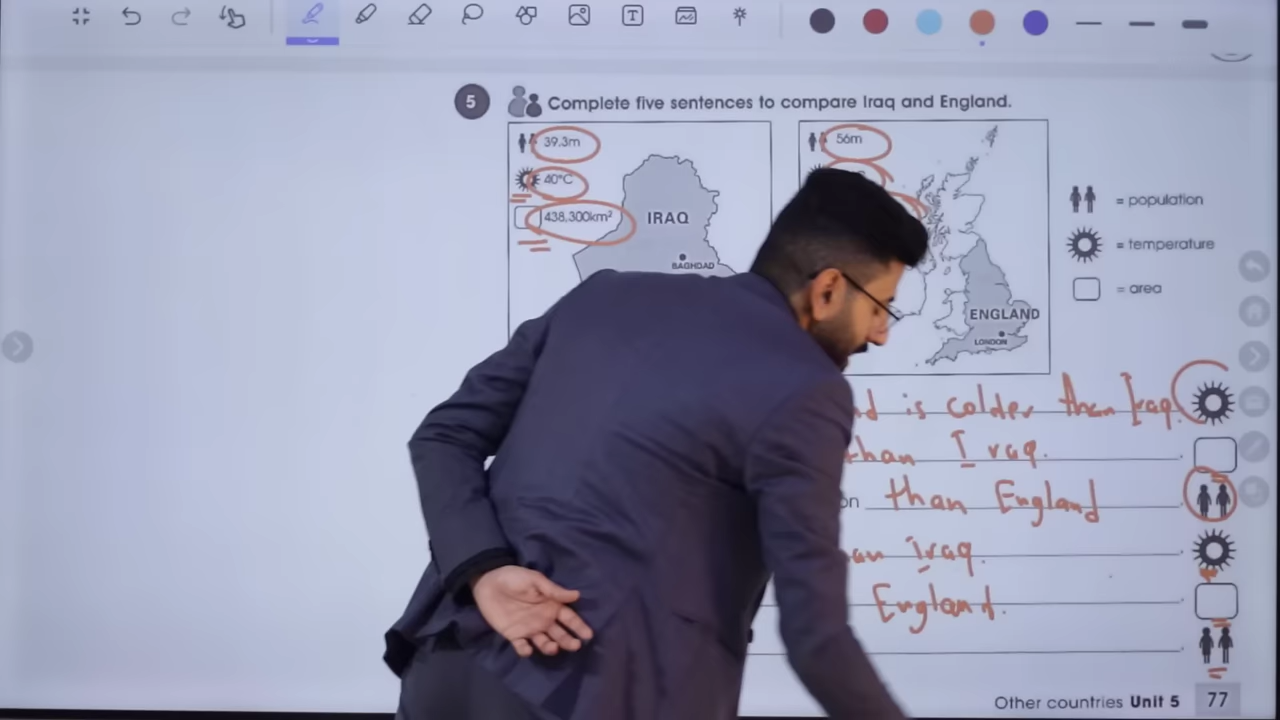 5 Complete five sentences to compare Iraq and England.
39.3m
40°C
438,300km²
IRAQ
BAGHDAD
56m
ENGLAND
LONDON
= population
= temperature
= area
is colder than Iraq.
than Iraq.
than England
Iraq.
England.
Other countries Unit 5 77